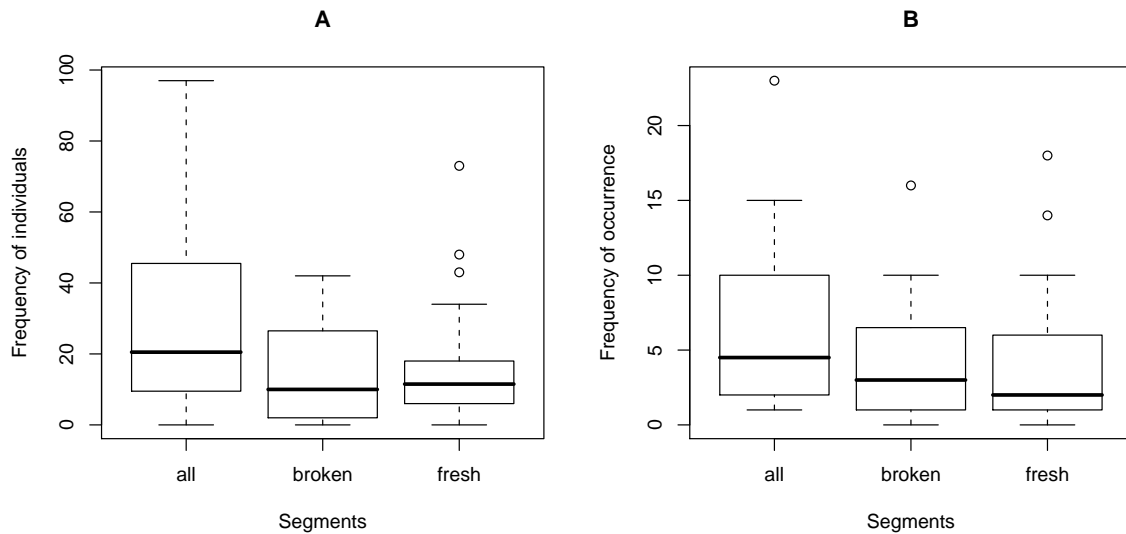 A
Frequency of individuals
100
80
60
40
20
0
all broken fresh
Segments
B
Frequency of occurrence
20
15
10
5
0
all broken fresh
Segments